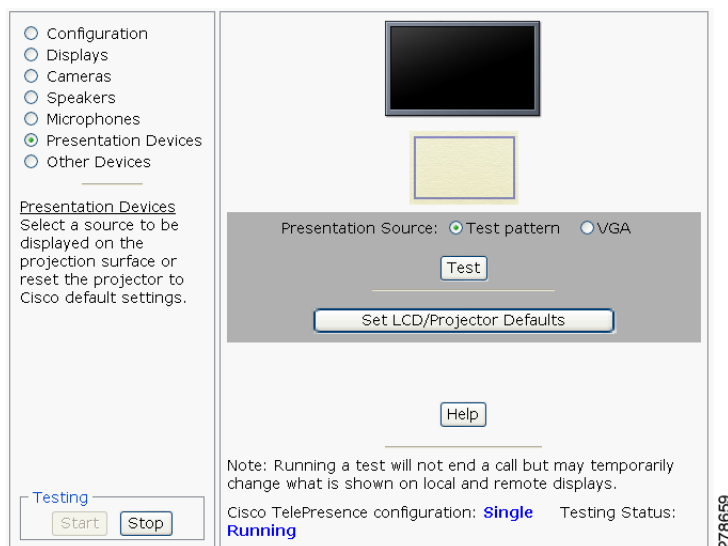 Configuration
Displays
Cameras
Speakers
Microphones
Presentation Devices
Other Devices
Presentation Devices
Select a source to be
displayed on the
projection surface or
reset the projector to
Cisco default settings.
Testing
Start Stop
Presentation Source: Test pattern VGA
Test
Set LCD/Projector Defaults
Help
Note: Running a test will not end a call but may temporarily
change what is shown on local and remote displays.
Cisco TelePresence configuration: Single Testing Status:
Running
278659